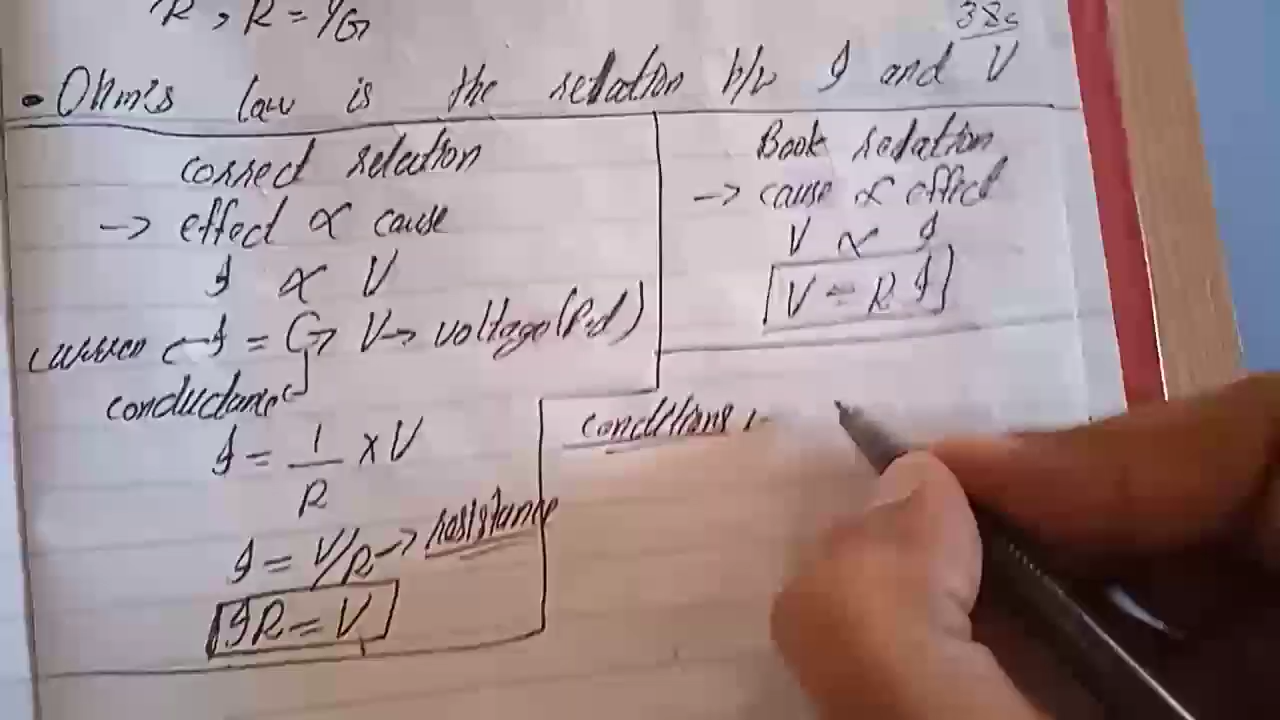 R, R = 1/G
38s
• Ohm's law is the relation b/w I and V
correct relation
→ effect ∝ cause
I ∝ V
current ← I = G V → voltage (P.d)
conductance
I = 1/R × V
I = V/R → resistance
IR = V
Book relation
→ cause ∝ effect
V ∝ I
V = R I
conditions :-